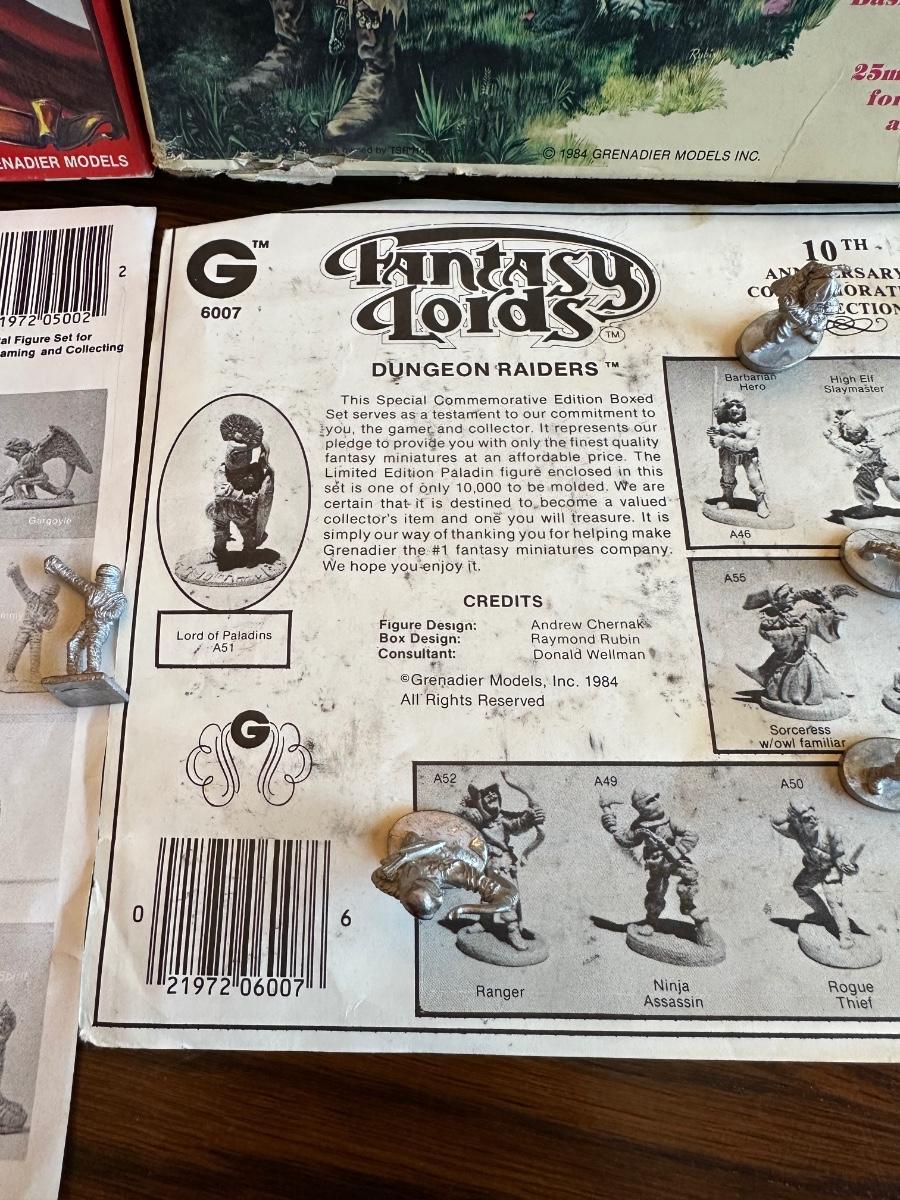 Rubin
25m
for
a
ENADIER MODELS
by TSR
© 1984 GRENADIER MODELS INC.
2
1972 05002
al Figure Set for
aming and Collecting
Gargoyle
G™
6007
Fantasy
Lords™
10TH
COLLECTION
DUNGEON RAIDERS™
This Special Commemorative Edition Boxed
Set serves as a testament to our commitment to
you, the gamer and collector. It represents our
pledge to provide you with only the finest quality
fantasy miniatures at an affordable price. The
Limited Edition Paladin figure enclosed in this
set is one of only 10,000 to be molded. We are
certain that it is destined to become a valued
collector's item and one you will treasure. It is
simply our way of thanking you for helping make
Grenadier the #1 fantasy miniatures company.
We hope you enjoy it.
Lord of Paladins
A51
CREDITS
Figure Design: Andrew Chernak
Box Design: Raymond Rubin
Consultant: Donald Wellman
©Grenadier Models, Inc. 1984
All Rights Reserved
G
Barbarian
Hero
High Elf
Slaymaster
A46
A55
Sorceress
w/owl familiar
A52
A49
A50
Ranger
Ninja
Assassin
Rogue
Thief
0 21972 06007 6